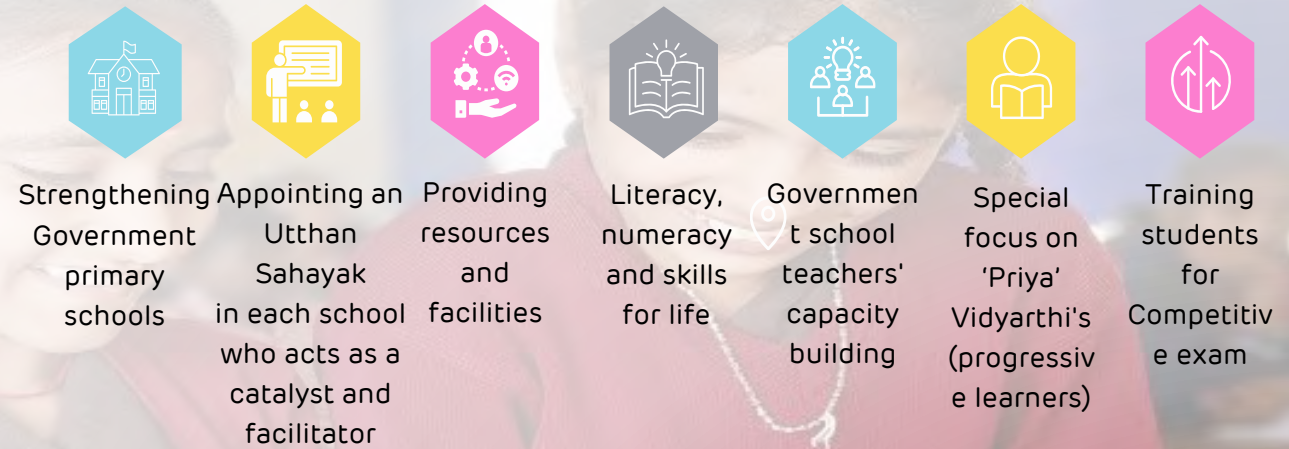 Strengthening
Government
primary
schools
Appointing an
Utthan
Sahayak
in each school
who acts as a
catalyst and
facilitator
Providing
resources
and
facilities
Literacy,
numeracy
and skills
for life
Governmen
t school
teachers'
capacity
building
Special
focus on
‘Priya’
Vidyarthi's
(progressiv
e learners)
Training
students
for
Competitiv
e exam